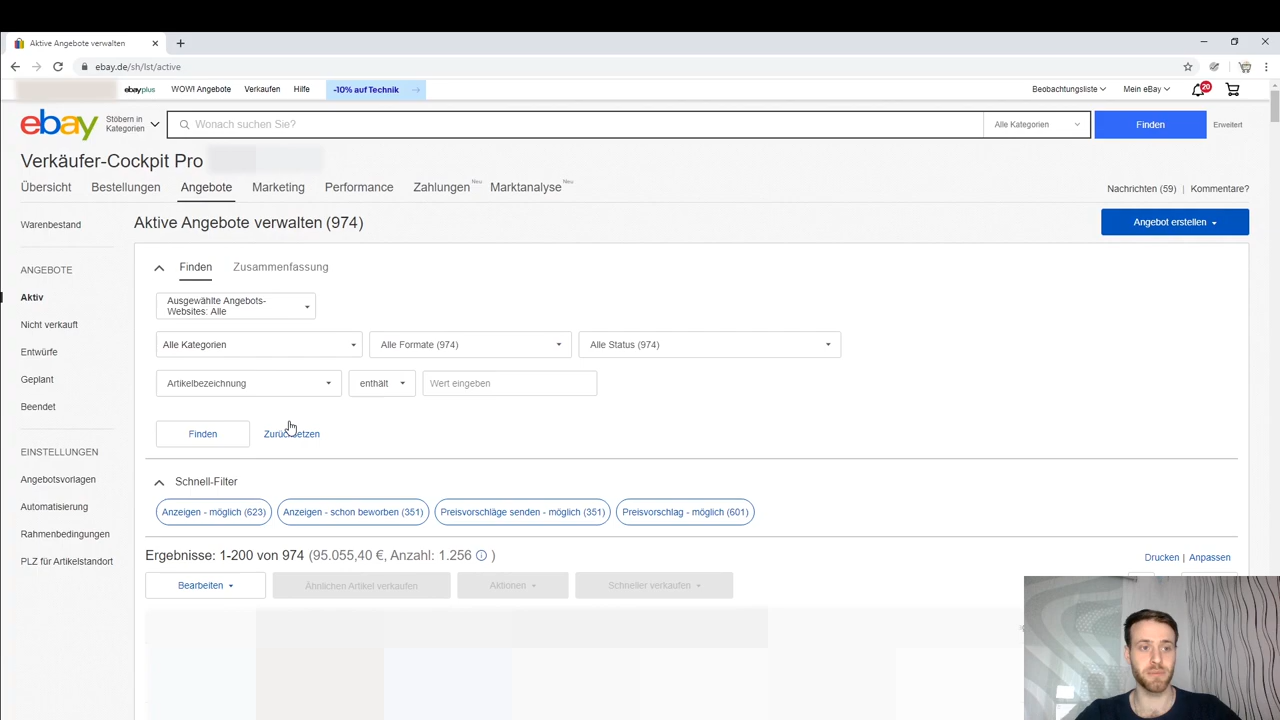 Aktive Angebote verwalten
ebay.de/sh/lst/active
ebayplus WOW! Angebote Verkaufen Hilfe -10% auf Technik Beobachtungsliste Mein eBay 20
ebay Stöbern in Kategorien Wonach suchen Sie? Alle Kategorien Finden Erweitert
Verkäufer-Cockpit Pro
Übersicht Bestellungen Angebote Marketing Performance Zahlungen Neu Marktanalyse Neu Nachrichten (59) | Kommentare?
Warenbestand
ANGEBOTE
Aktiv
Nicht verkauft
Entwürfe
Geplant
Beendet
EINSTELLUNGEN
Angebotsvorlagen
Automatisierung
Rahmenbedingungen
PLZ für Artikelstandort
Aktive Angebote verwalten (974) Angebot erstellen
Finden Zusammenfassung
Ausgewählte Angebots-
Websites: Alle
Alle Kategorien Alle Formate (974) Alle Status (974)
Artikelbezeichnung enthält Wert eingeben
Finden Zurücksetzen
Schnell-Filter
Anzeigen - möglich (623) Anzeigen - schon beworben (351) Preisvorschläge senden - möglich (351) Preisvorschlag - möglich (601)
Ergebnisse: 1-200 von 974 (95.055,40 €, Anzahl: 1.256 )
Drucken | Anpassen
Bearbeiten Ähnlichen Artikel verkaufen Aktionen Schneller verkaufen